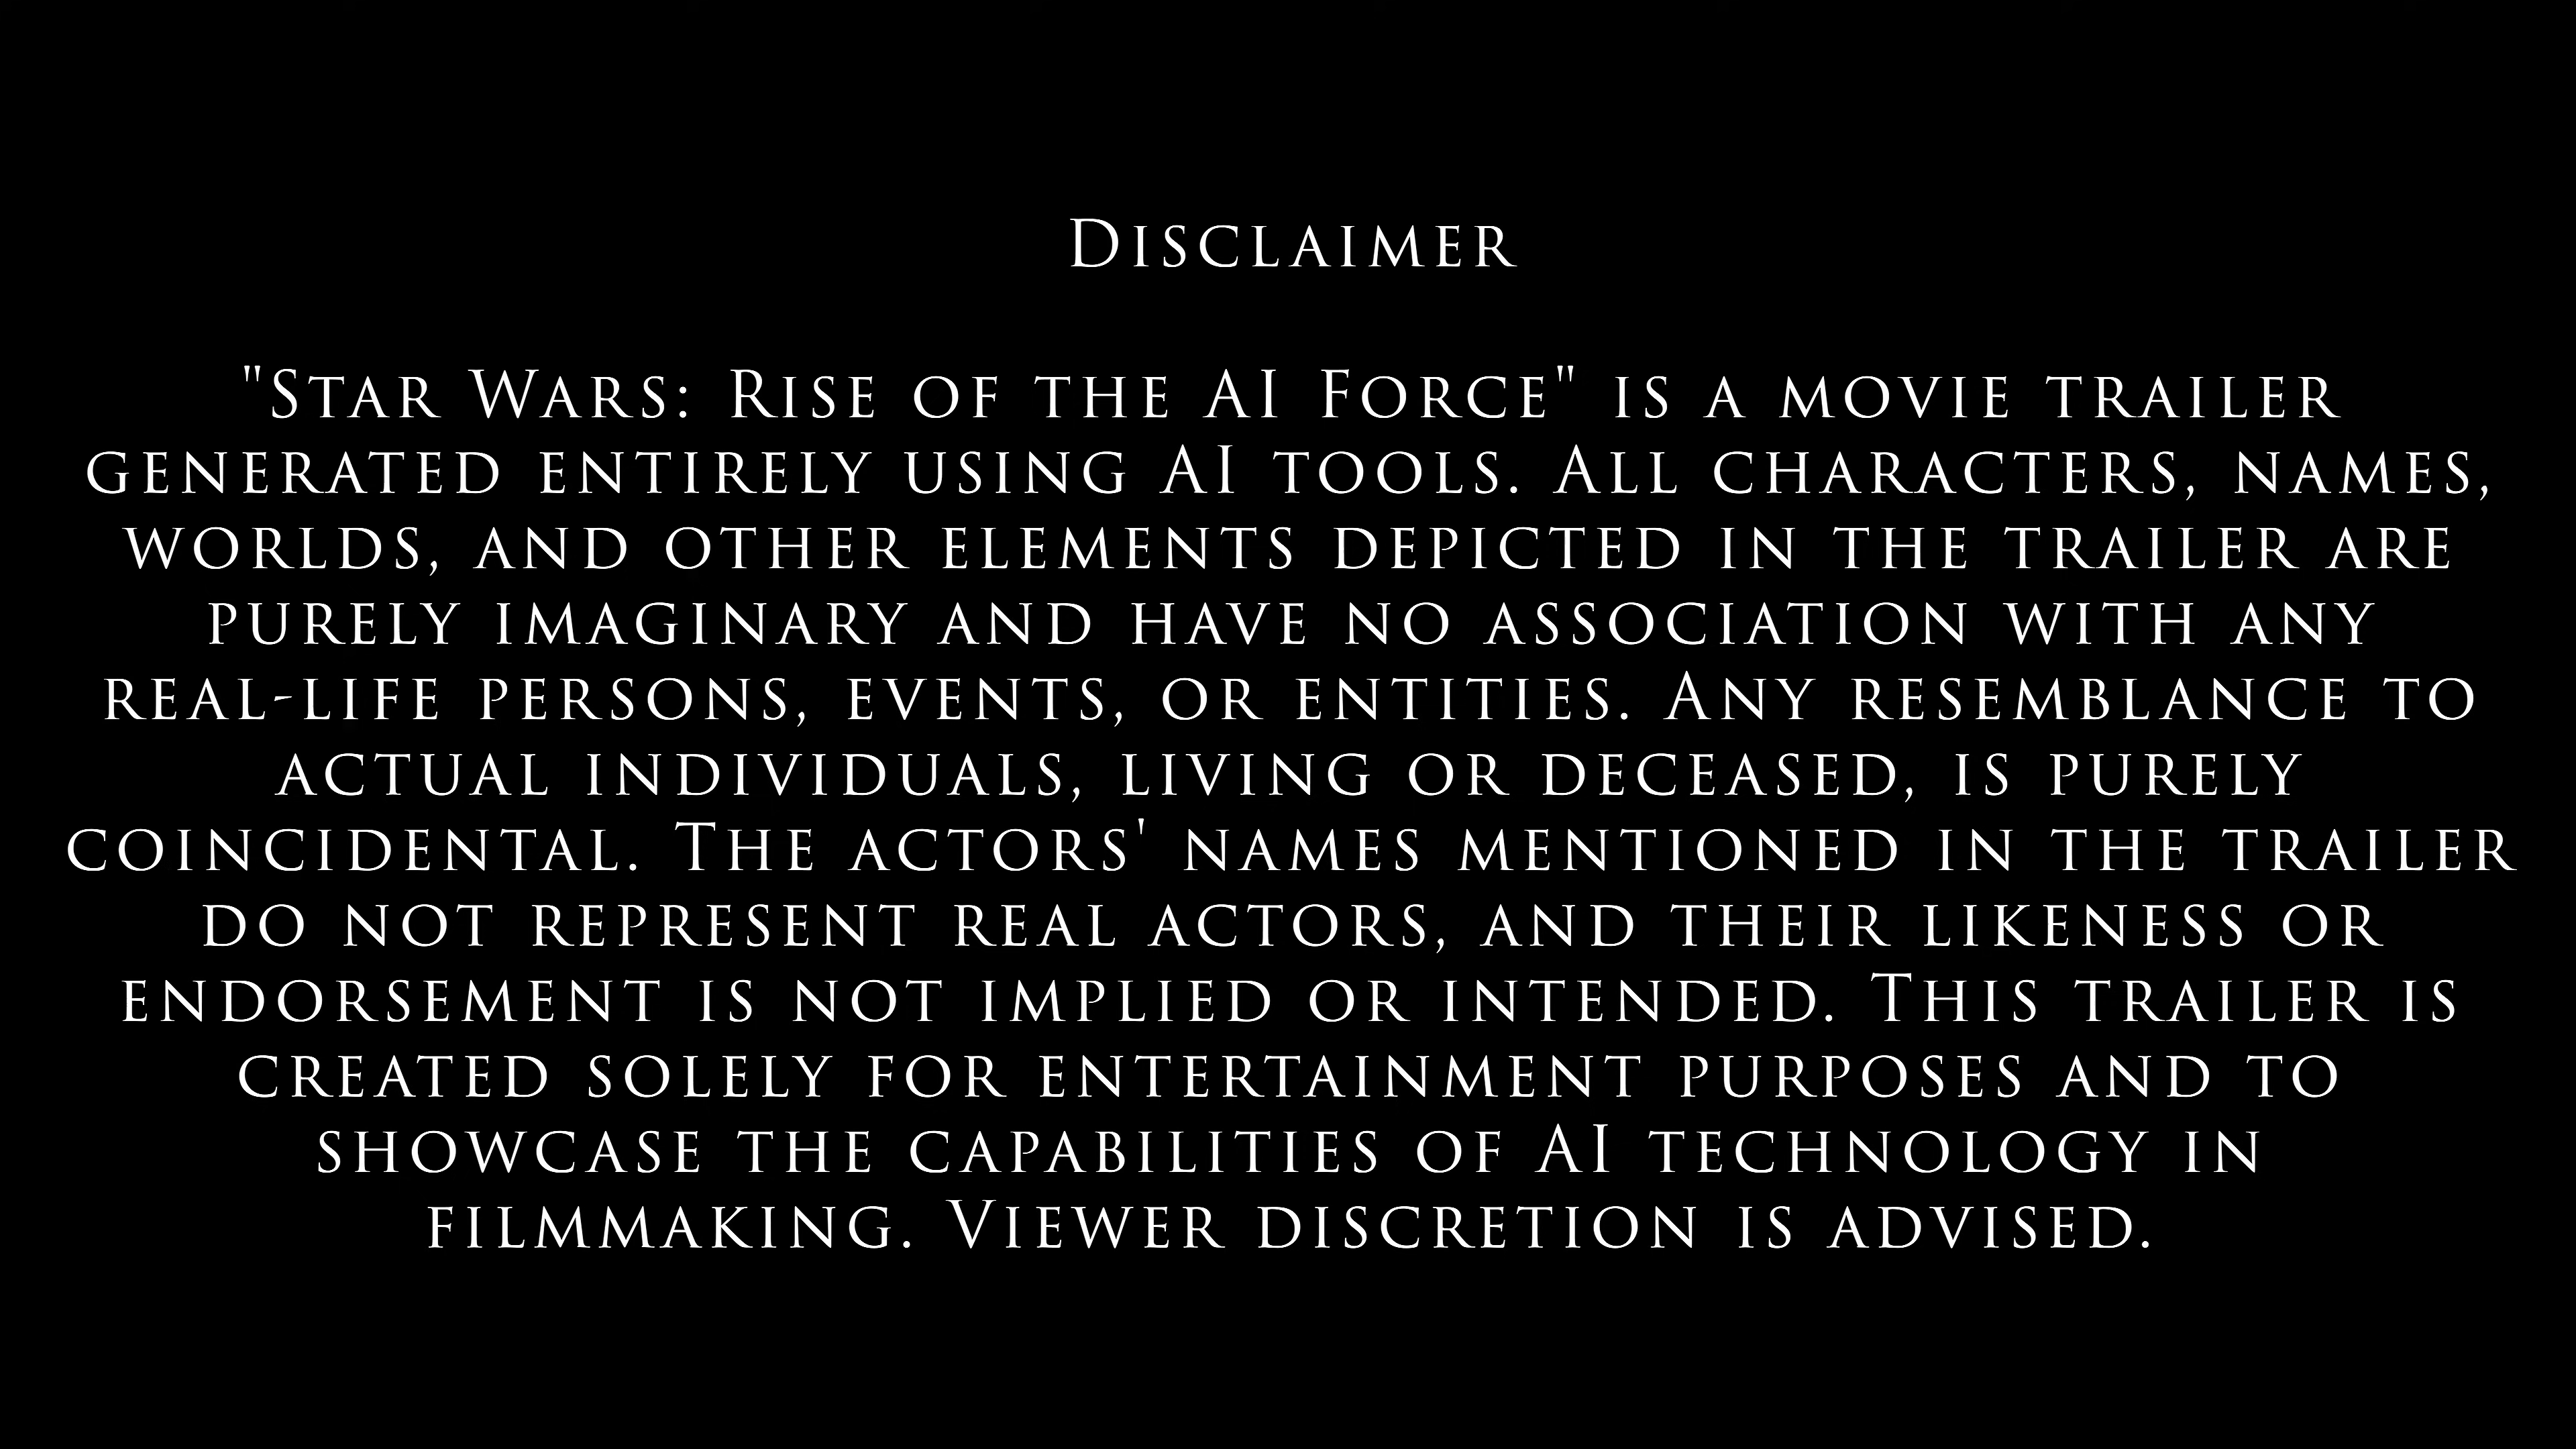 Disclaimer
"Star Wars: Rise of the AI Force" is a movie trailer
generated entirely using AI tools. All characters, names,
worlds, and other elements depicted in the trailer are
purely imaginary and have no association with any
real-life persons, events, or entities. Any resemblance to
actual individuals, living or deceased, is purely
coincidental. The actors' names mentioned in the trailer
do not represent real actors, and their likeness or
endorsement is not implied or intended. This trailer is
created solely for entertainment purposes and to
showcase the capabilities of AI technology in
filmmaking. Viewer discretion is advised.